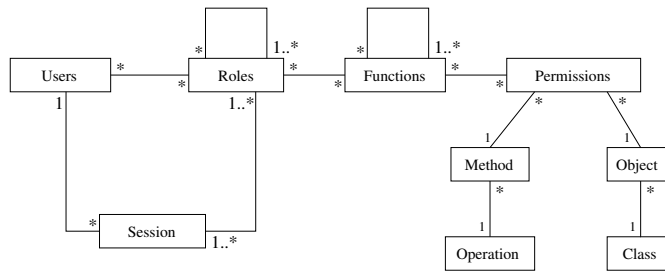 * 1..* * 1..*
Users * * Roles * * Functions * * Permissions
1 1..* * *
1 1
Method Object
* *
* Session 1..* 1 1
Operation Class